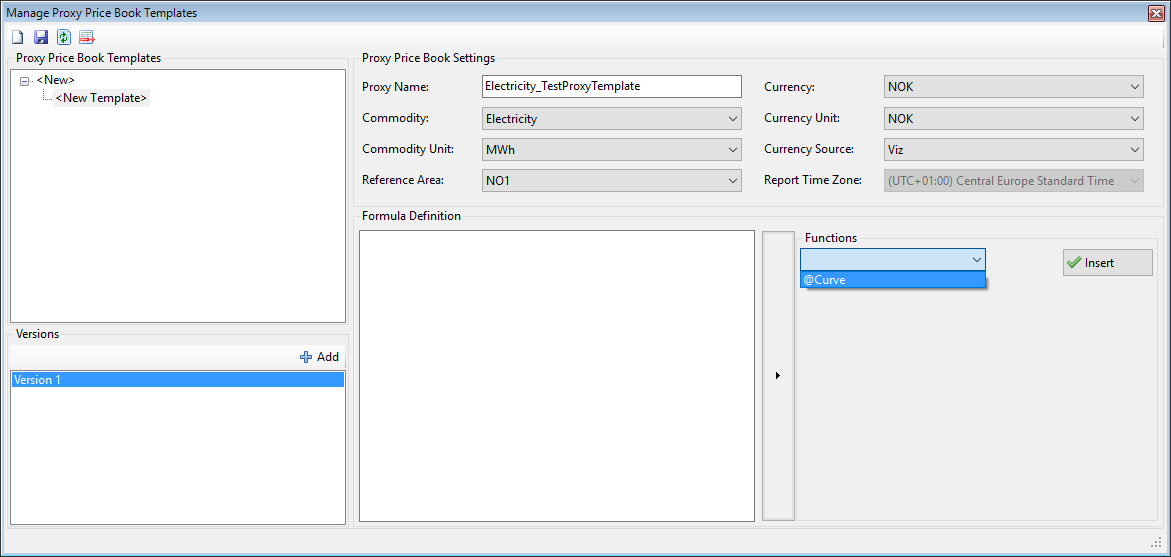 Manage Proxy Price Book Templates
Proxy Price Book Templates
<New>
<New Template>
Versions
Add
Version 1
Proxy Price Book Settings
Proxy Name: Electricity_TestProxyTemplate
Currency: NOK
Commodity: Electricity
Currency Unit: NOK
Commodity Unit: MWh
Currency Source: Viz
Reference Area: NO1
Report Time Zone: (UTC+01:00) Central Europe Standard Time
Formula Definition
Functions
@Curve
Insert